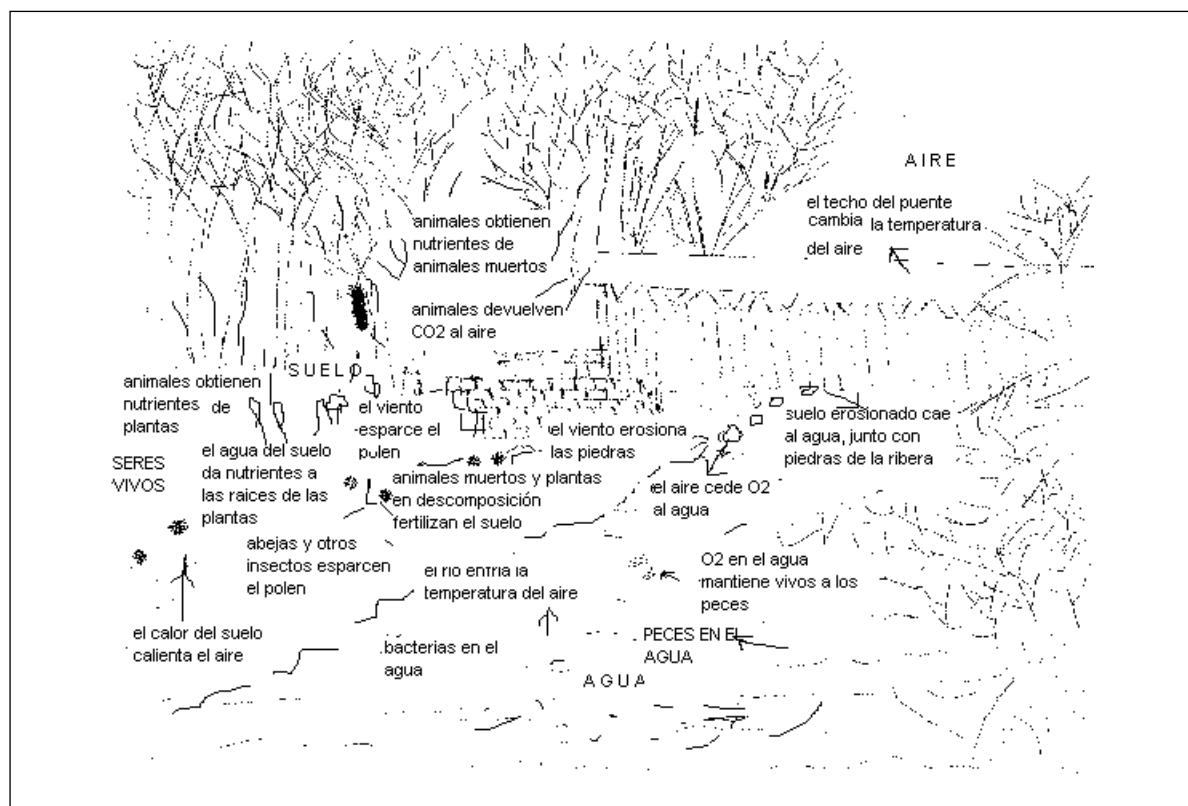 AIRE
el techo del puente
cambia la temperatura
del aire
animales obtienen
nutrientes de
animales muertos
animales devuelven
CO2 al aire
SUELO
animales obtienen
nutrientes de
plantas
el viento
esparce el
polen
el viento erosiona
las piedras
suelo erosionado cae
al agua, junto con
piedras de la ribera
SERES
VIVOS
el agua del suelo
da nutrientes a
las raices de las
plantas
animales muertos y plantas
en descomposición
fertilizan el suelo
el aire cede O2
al agua
abejas y otros
insectos esparcen
el polen
el río enfría la
temperatura del aire
O2 en el agua
mantiene vivos a los
peces
el calor del suelo
calienta el aire
bacterias en el
agua
PECES EN EL
AGUA
AGUA